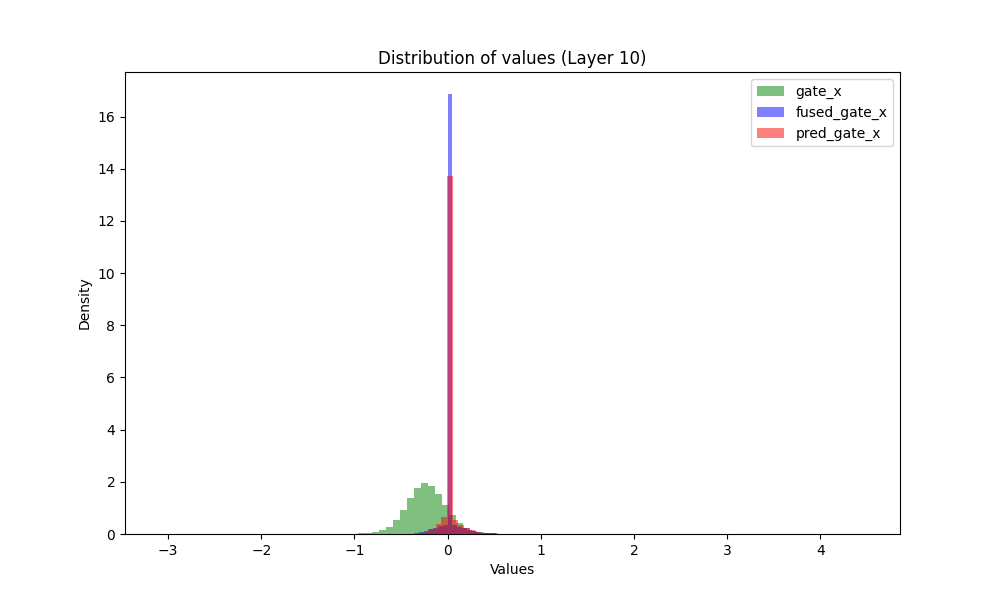 Distribution of values (Layer 10)
gate_x
fused_gate_x
pred_gate_x
16
14
12
10
8
6
4
2
0
Density
−3 −2 −1 0 1 2 3 4
Values